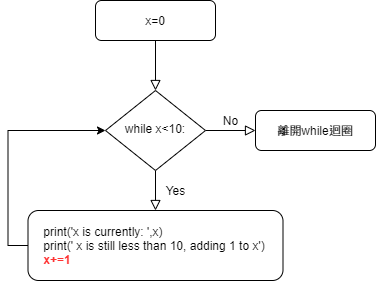 x=0
while x<10:
No
離開while迴圈
Yes
print('x is currently: ',x)
print(' x is still less than 10, adding 1 to x')
x+=1